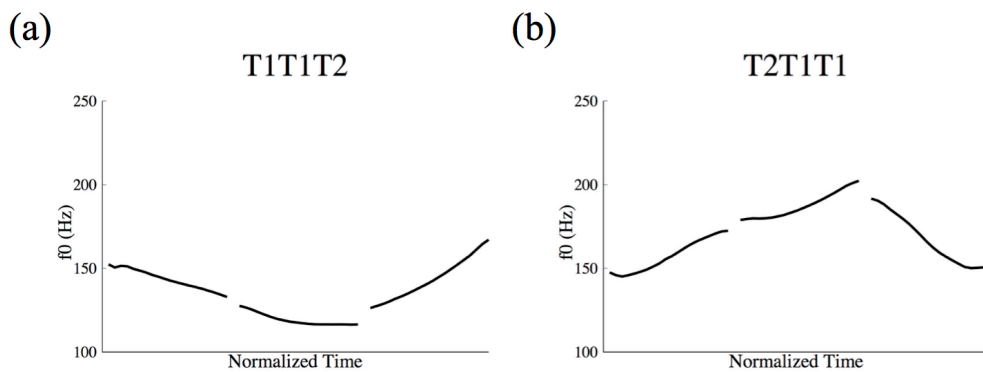 (a)
T1T1T2
250
200
150
100
f0 (Hz)
Normalized Time
(b)
T2T1T1
250
200
150
100
f0 (Hz)
Normalized Time